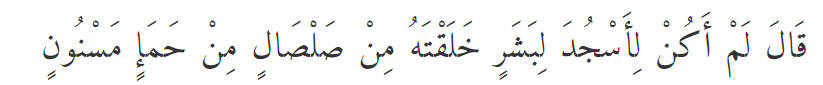 قَالَ لَمْ أَكُنْ لِأَسْجُدَ لِبَشَرٍ خَلَقْتَهُ مِنْ صَلْصَالٍ مِنْ حَمَإٍ مَسْنُونٍ